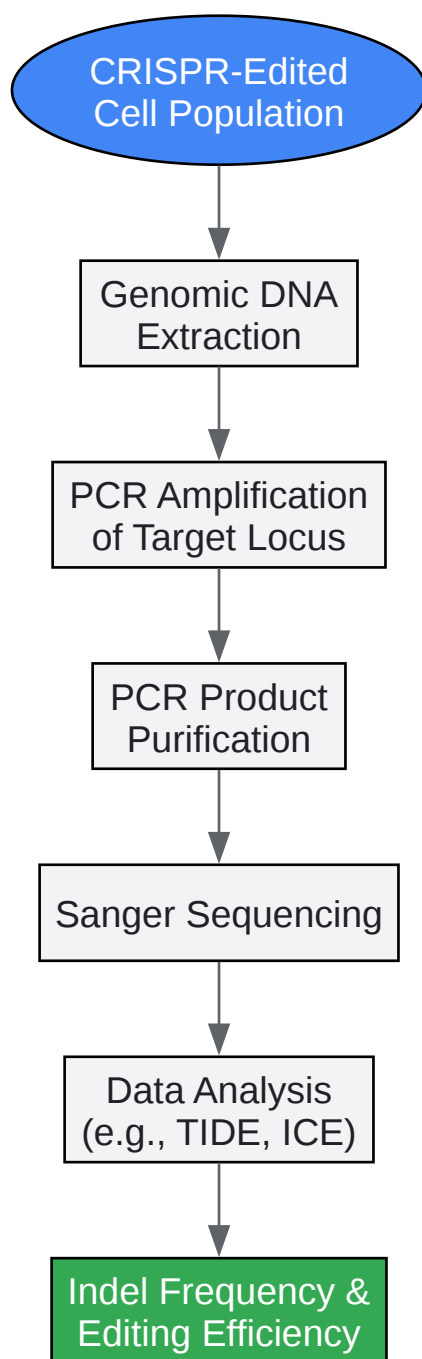 CRISPR-Edited
Cell Population
Genomic DNA
Extraction
PCR Amplification
of Target Locus
PCR Product
Purification
Sanger Sequencing
Data Analysis
(e.g., TIDE, ICE)
Indel Frequency &
Editing Efficiency